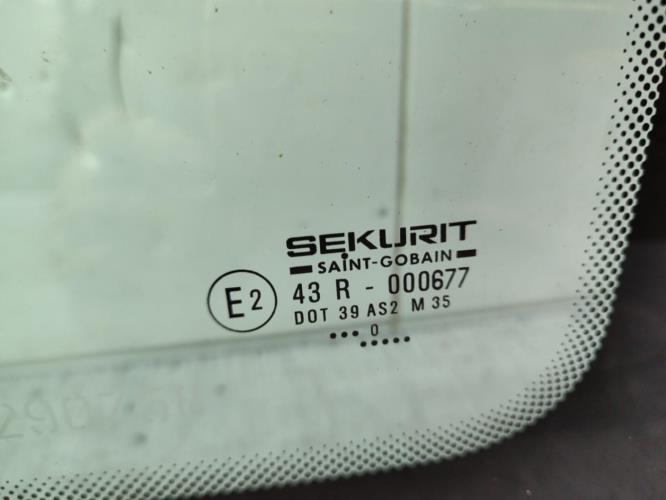 SEKURIT
SAINT-GOBAIN
E2 43 R - 000677
DOT 39 AS2 M 35
0